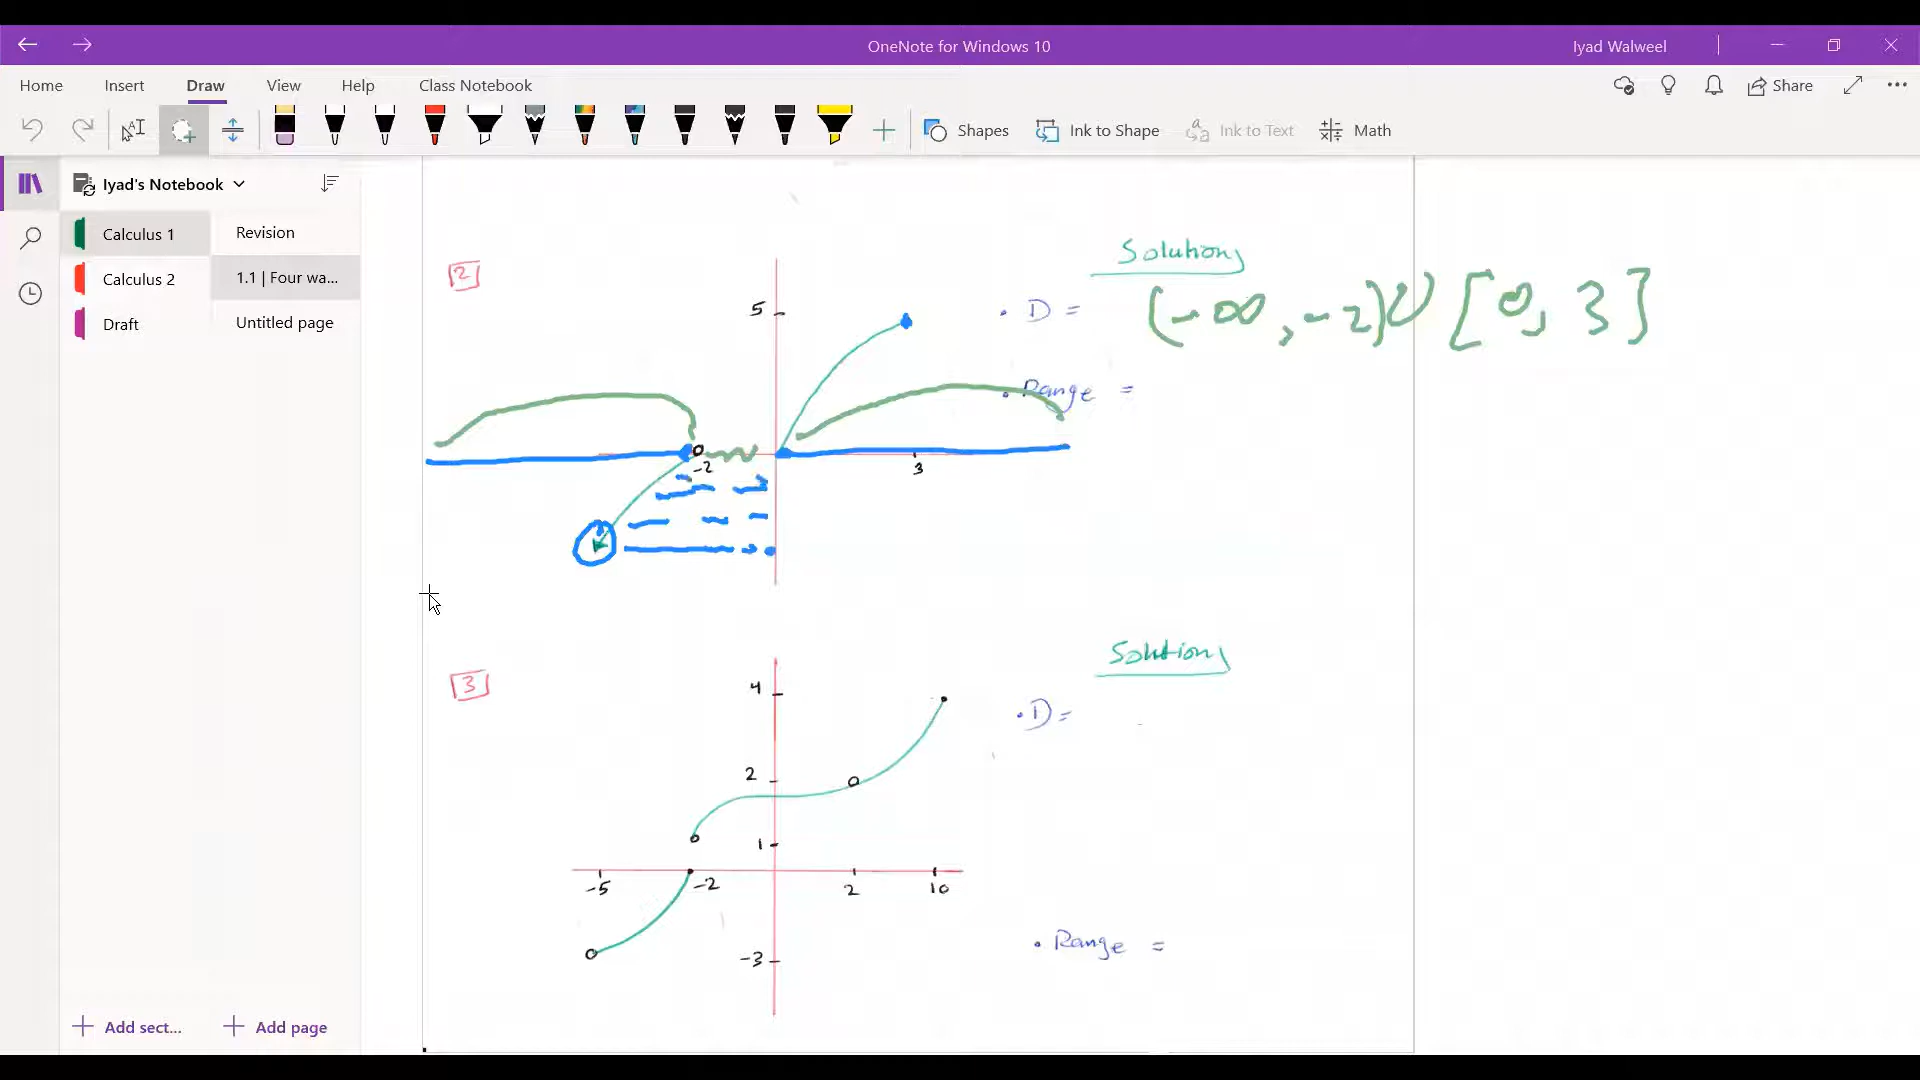 OneNote for Windows 10
Iyad Walweel
Home Insert Draw View Help Class Notebook
Share
Shapes Ink to Shape Ink to Text Math
Iyad's Notebook
Calculus 1
Calculus 2
Draft
Revision
1.1 | Four wa...
Untitled page
Add sect... Add page
2
5
-2
3
Solution
• D = (-∞, -2) ∪ [0, 3]
• Range =
3
4
2
1
-5 -2 2 10
-3
Solution
• D =
• Range =